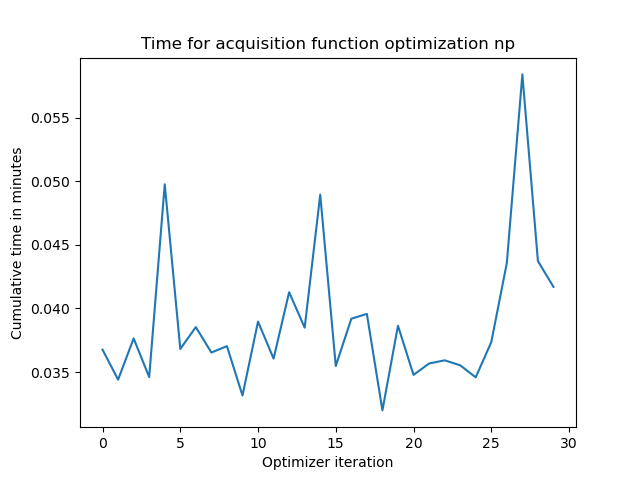 Time for acquisition function optimization np
Cumulative time in minutes
0.055
0.050
0.045
0.040
0.035
0 5 10 15 20 25 30
Optimizer iteration